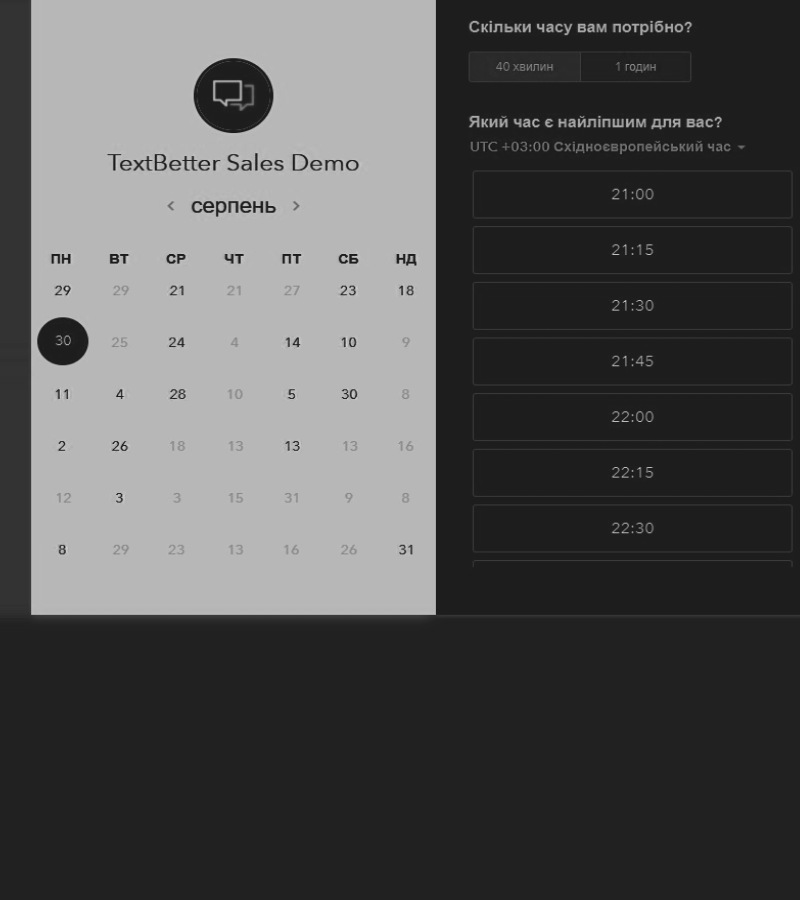 TextBetter Sales Demo
серпень
ПН ВТ СР ЧТ ПТ СБ НД
29 29 21 21 27 23 18
30 25 24 4 14 10 9
11 4 28 10 5 30 8
2 26 18 13 13 13 16
12 3 3 15 31 9 8
8 29 23 13 16 26 31
Скільки часу вам потрібно?
40 хвилин 1 годин
Який час є найліпшим для вас?
UTC +03:00 Східноєвропейський час
21:00
21:15
21:30
21:45
22:00
22:15
22:30